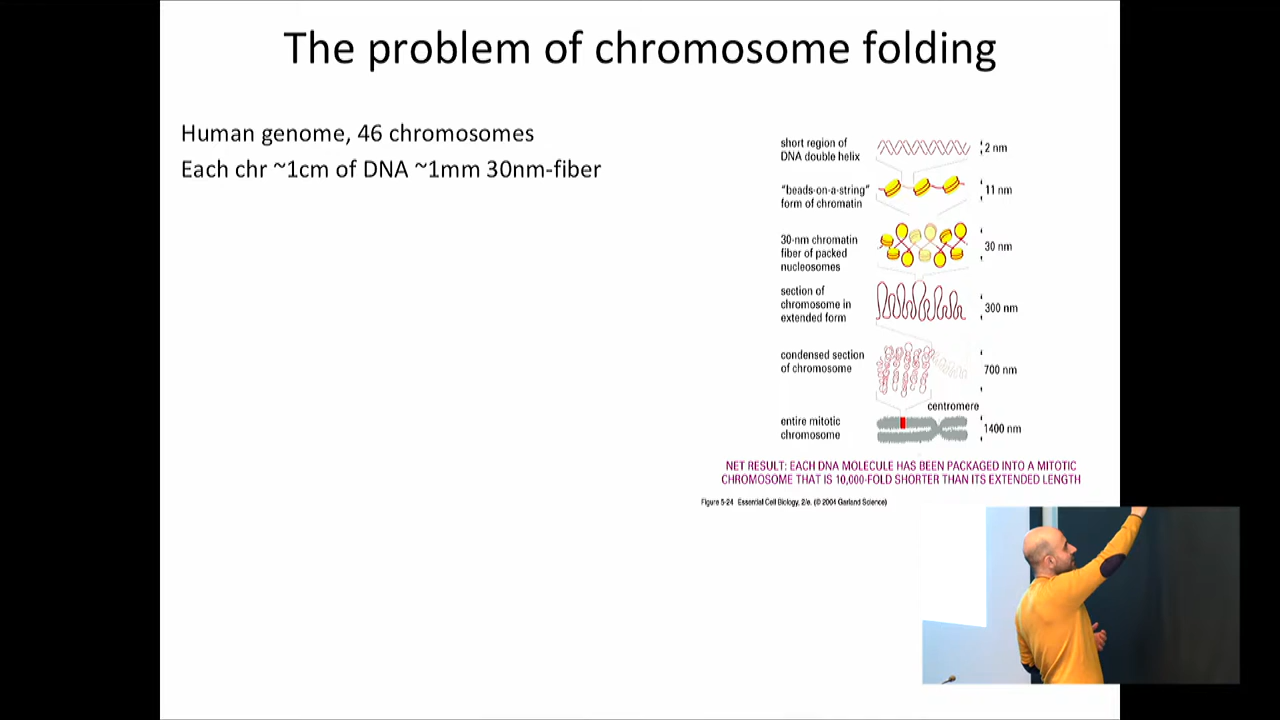 The problem of chromosome folding
Human genome, 46 chromosomes
Each chr ~1cm of DNA ~1mm 30nm-fiber
short region of
DNA double helix
2 nm
"beads-on-a-string"
form of chromatin
11 nm
30-nm chromatin
fiber of packed
nucleosomes
30 nm
section of
chromosome in
extended form
300 nm
condensed section
of chromosome
700 nm
centromere
entire mitotic
chromosome
1400 nm
NET RESULT: EACH DNA MOLECULE HAS BEEN PACKAGED INTO A MITOTIC
CHROMOSOME THAT IS 10,000-FOLD SHORTER THAN ITS EXTENDED LENGTH
Figure 5-24 Essential Cell Biology, 2/e. (© 2004 Garland Science)